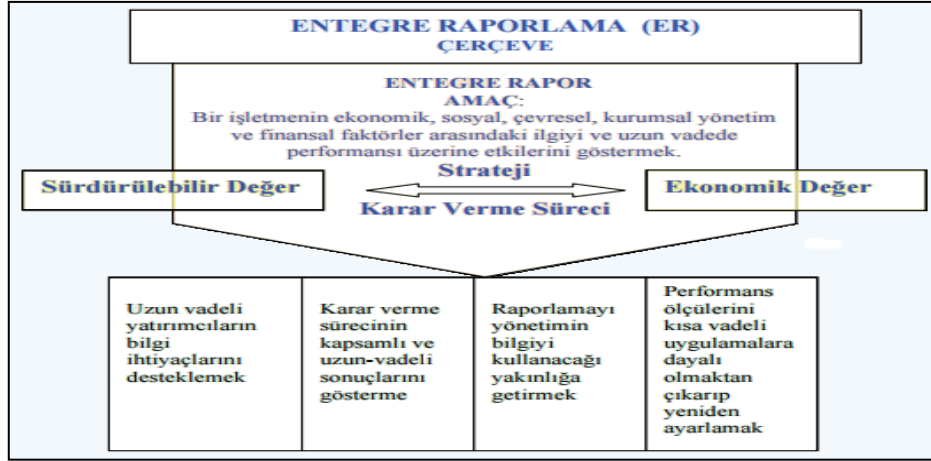 ENTEGRE RAPORLAMA (ER)
ÇERÇEVE
ENTEGRE RAPOR
AMAÇ:
Bir işletmenin ekonomik, sosyal, çevresel, kurumsal yönetim
ve finansal faktörler arasındaki ilgiyi ve uzun vadede
performansı üzerine etkilerini göstermek.
Strateji
Sürdürülebilir Değer
Ekonomik Değer
Karar Verme Süreci
Uzun vadeli
yatırımcıların
bilgi
ihtiyaçlarını
desteklemek
Karar verme
sürecinin
kapsamlı ve
uzun-vadeli
sonuçlarını
gösterme
Raporlamayı
yönetimin
bilgiyi
kullanacağı
yakınlığa
getirmek
Performans
ölçülerini
kısa vadeli
uygulamalara
dayalı
olmaktan
çıkarıp
yeniden
ayarlamak